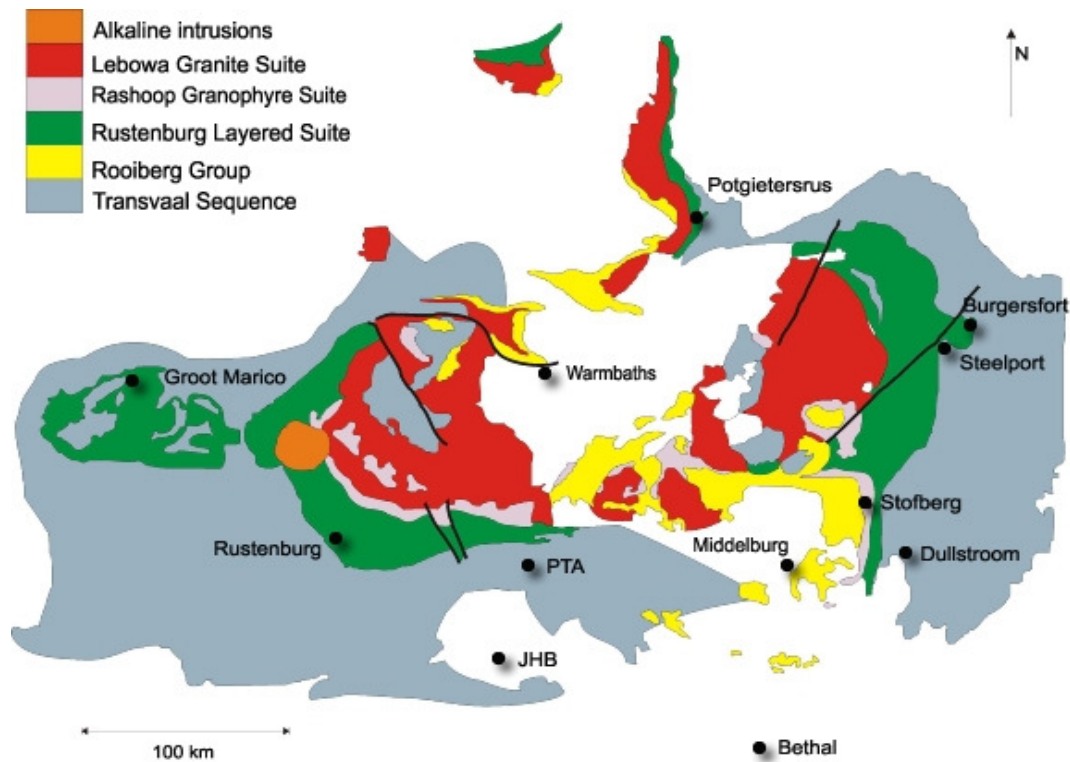 Alkaline intrusions
Lebowa Granite Suite
Rashoop Granophyre Suite
Rustenburg Layered Suite
Rooiberg Group
Transvaal Sequence
N
Potgietersrus
Burgersfort
Steelport
Groot Marico
Warmbaths
Stofberg
Rustenburg
Middelburg
Dullstroom
PTA
JHB
100 km
Bethal